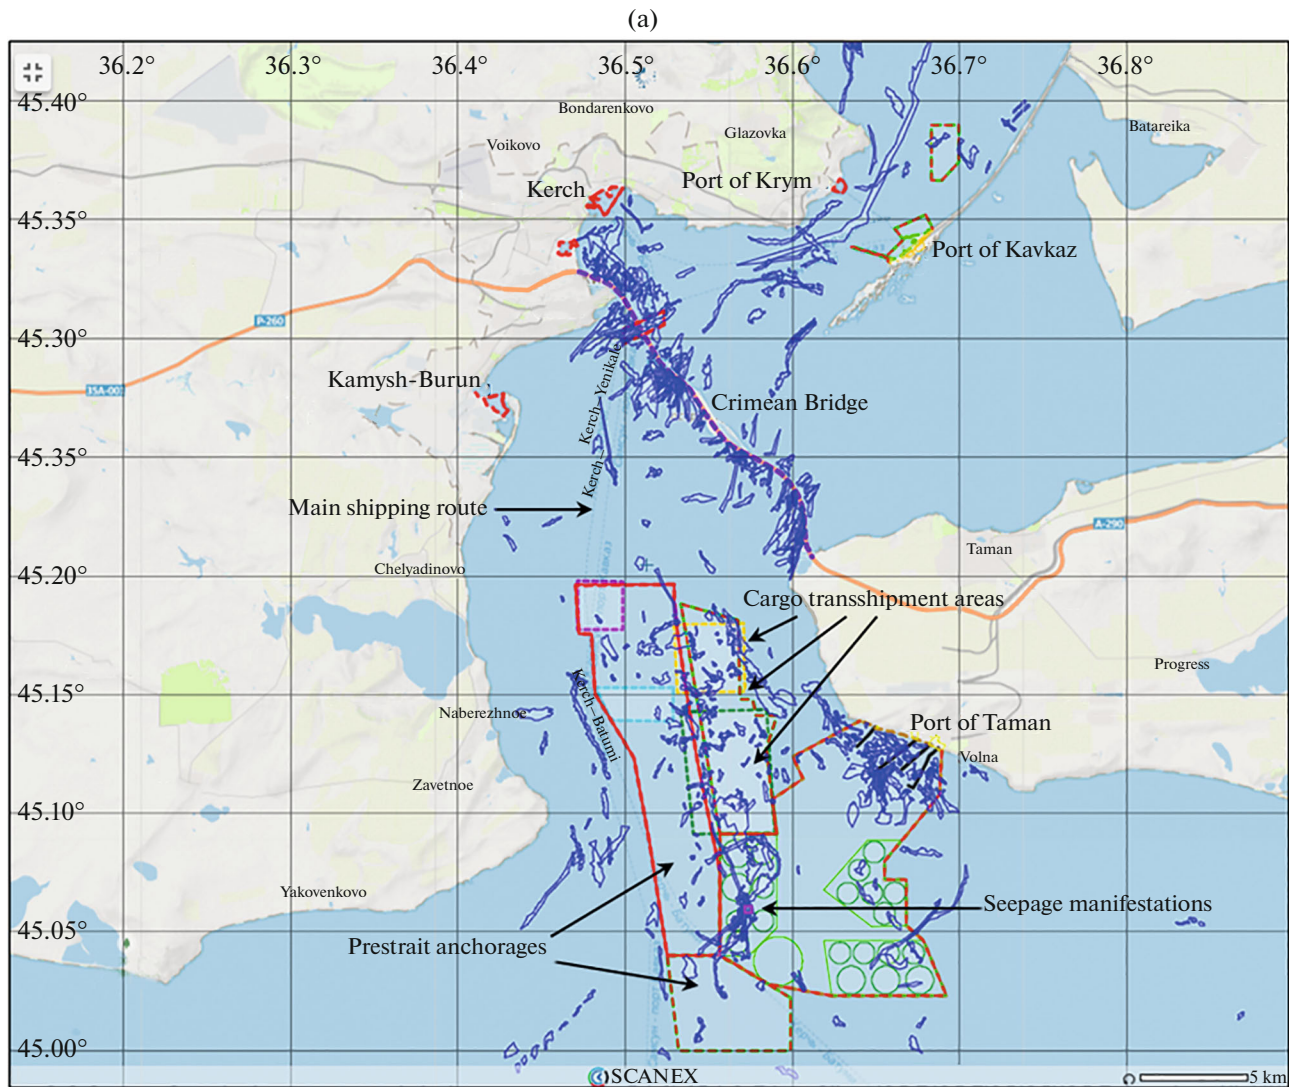 (a)
36.2° 36.3° 36.4° 36.5° 36.6° 36.7° 36.8°
45.40°
Bondarenkovo
Glazovka
Batareika
Voikovo
Kerch
Port of Krym
45.35°
Port of Kavkaz
P-260
45.30°
Kamysh-Burun
35A-002
Kerch–Yenikale
Crimean Bridge
45.35°
Kerch–
Main shipping route
A-290
Taman
Chelyadinovo
45.20°
Cargo transshipment areas
Progress
45.15°
Kerch–Batumi
Naberezhnoe
Port of Taman
Volna
Zavetnoe
45.10°
Yakovenkovo
Seepage manifestations
45.05°
Prestrait anchorages
45.00°
SCANEX
5 km